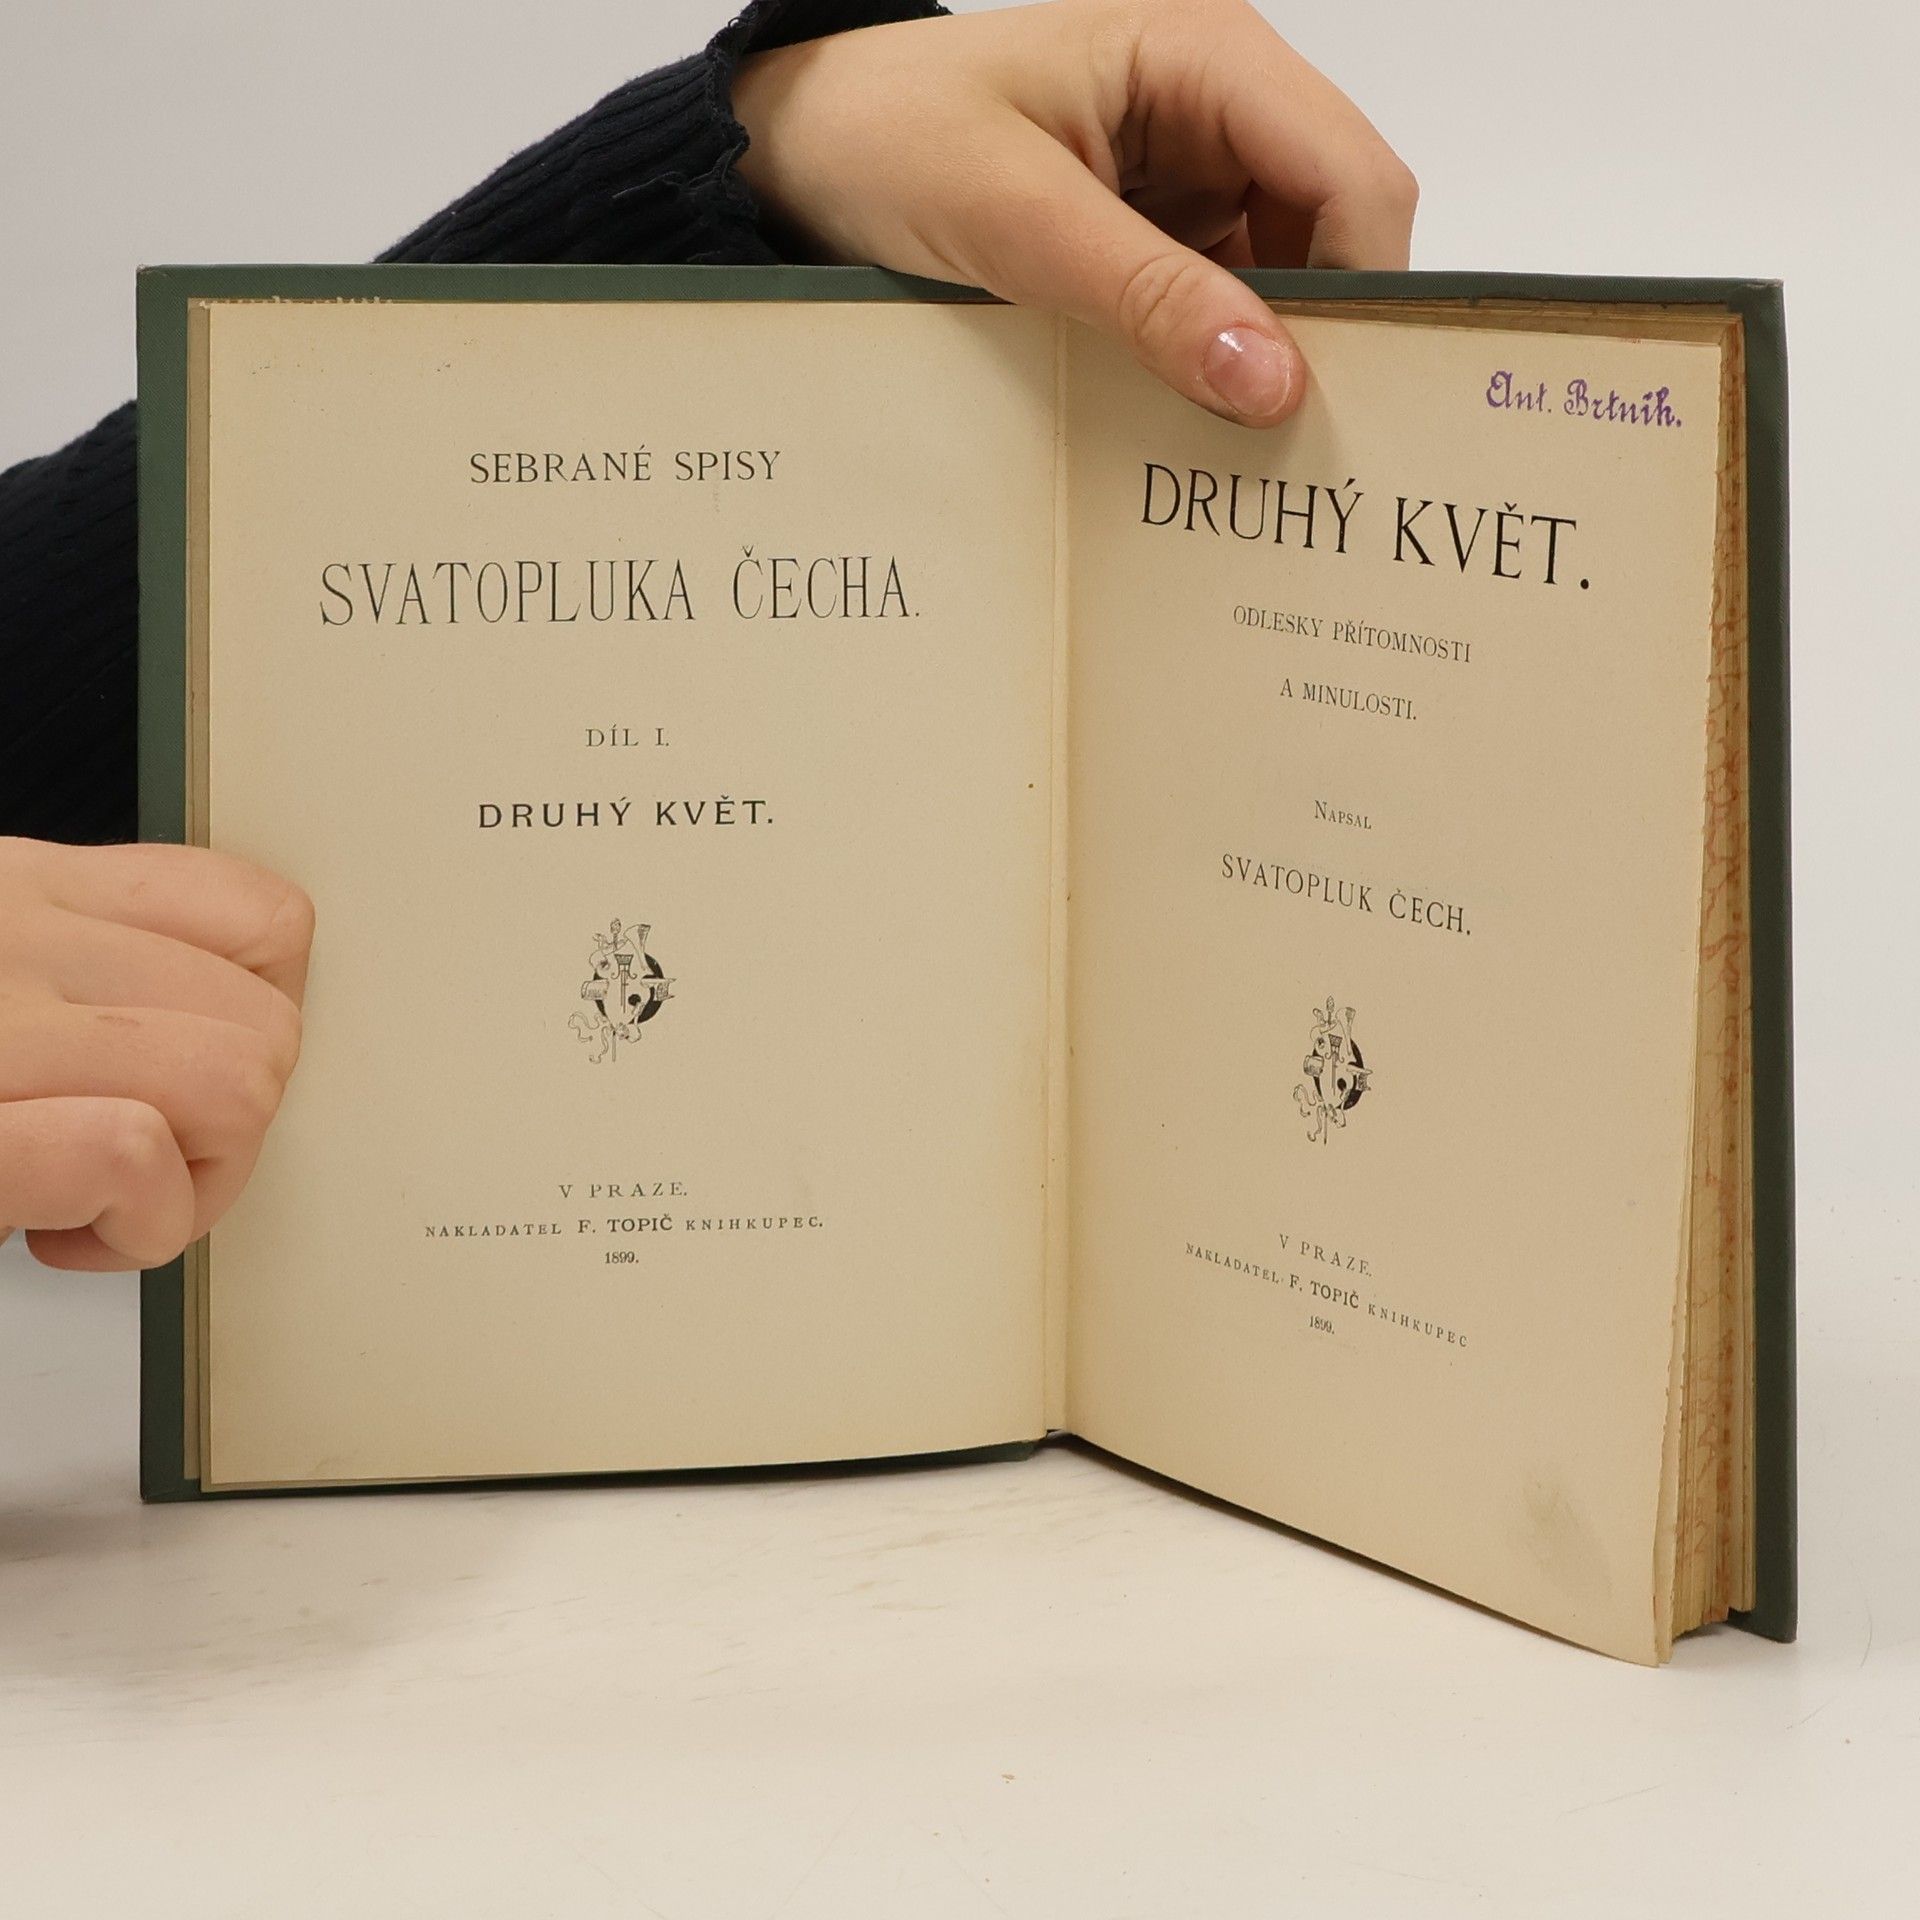 SEBRANÉ SPISY
SVATOPLUKA ČECHA.
DÍL I.
DRUHÝ KVĚT.
V PRAZE.
NAKLADATEL F. TOPIČ KNIHKUPEC.
1899.
Ant. Brtník.
DRUHÝ KVĚT.
ODLESKY PŘÍTOMNOSTI
A MINULOSTI.
NAPSAL
SVATOPLUK ČECH.
V PRAZE.
NAKLADATEL F. TOPIČ KNIHKUPEC
1899.